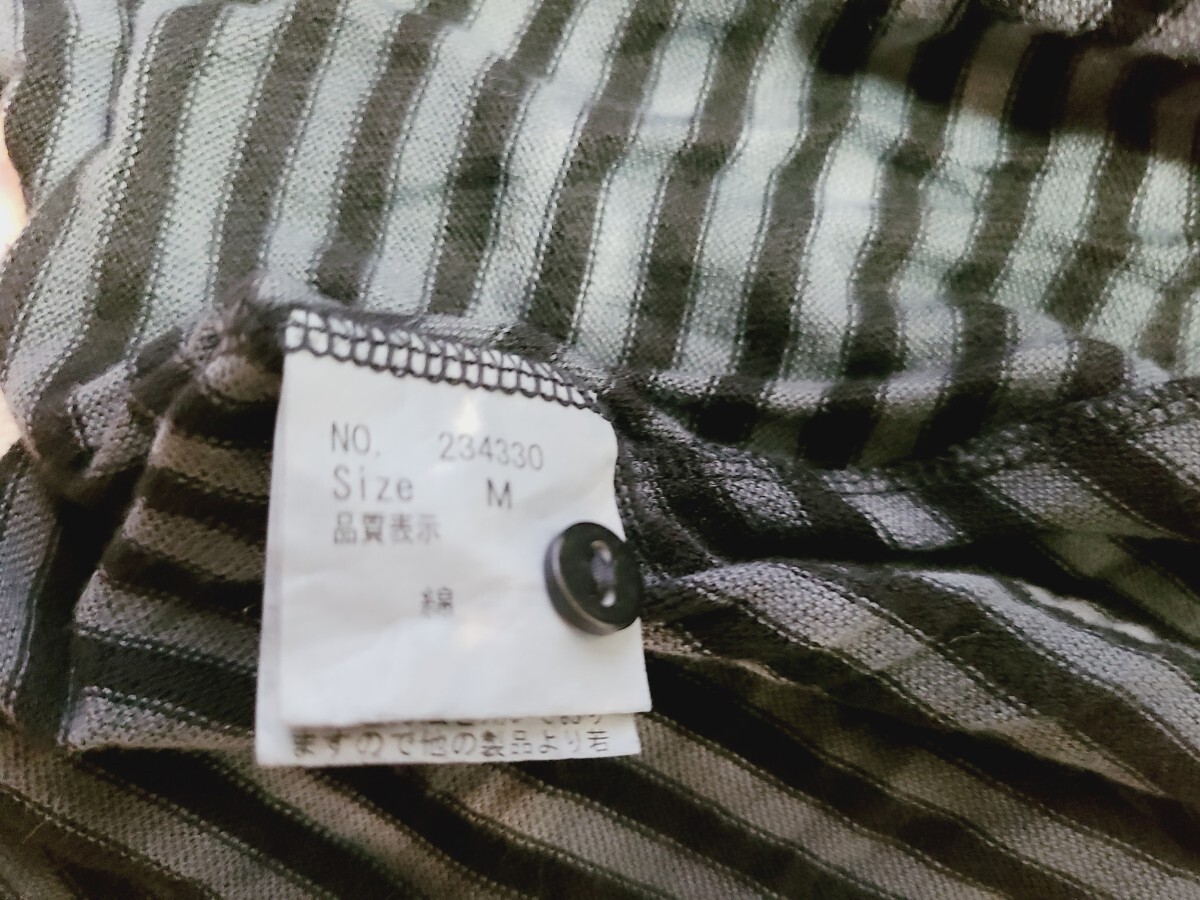 NO. 234330
Size M
品質表示
綿
ますので他の製品より若